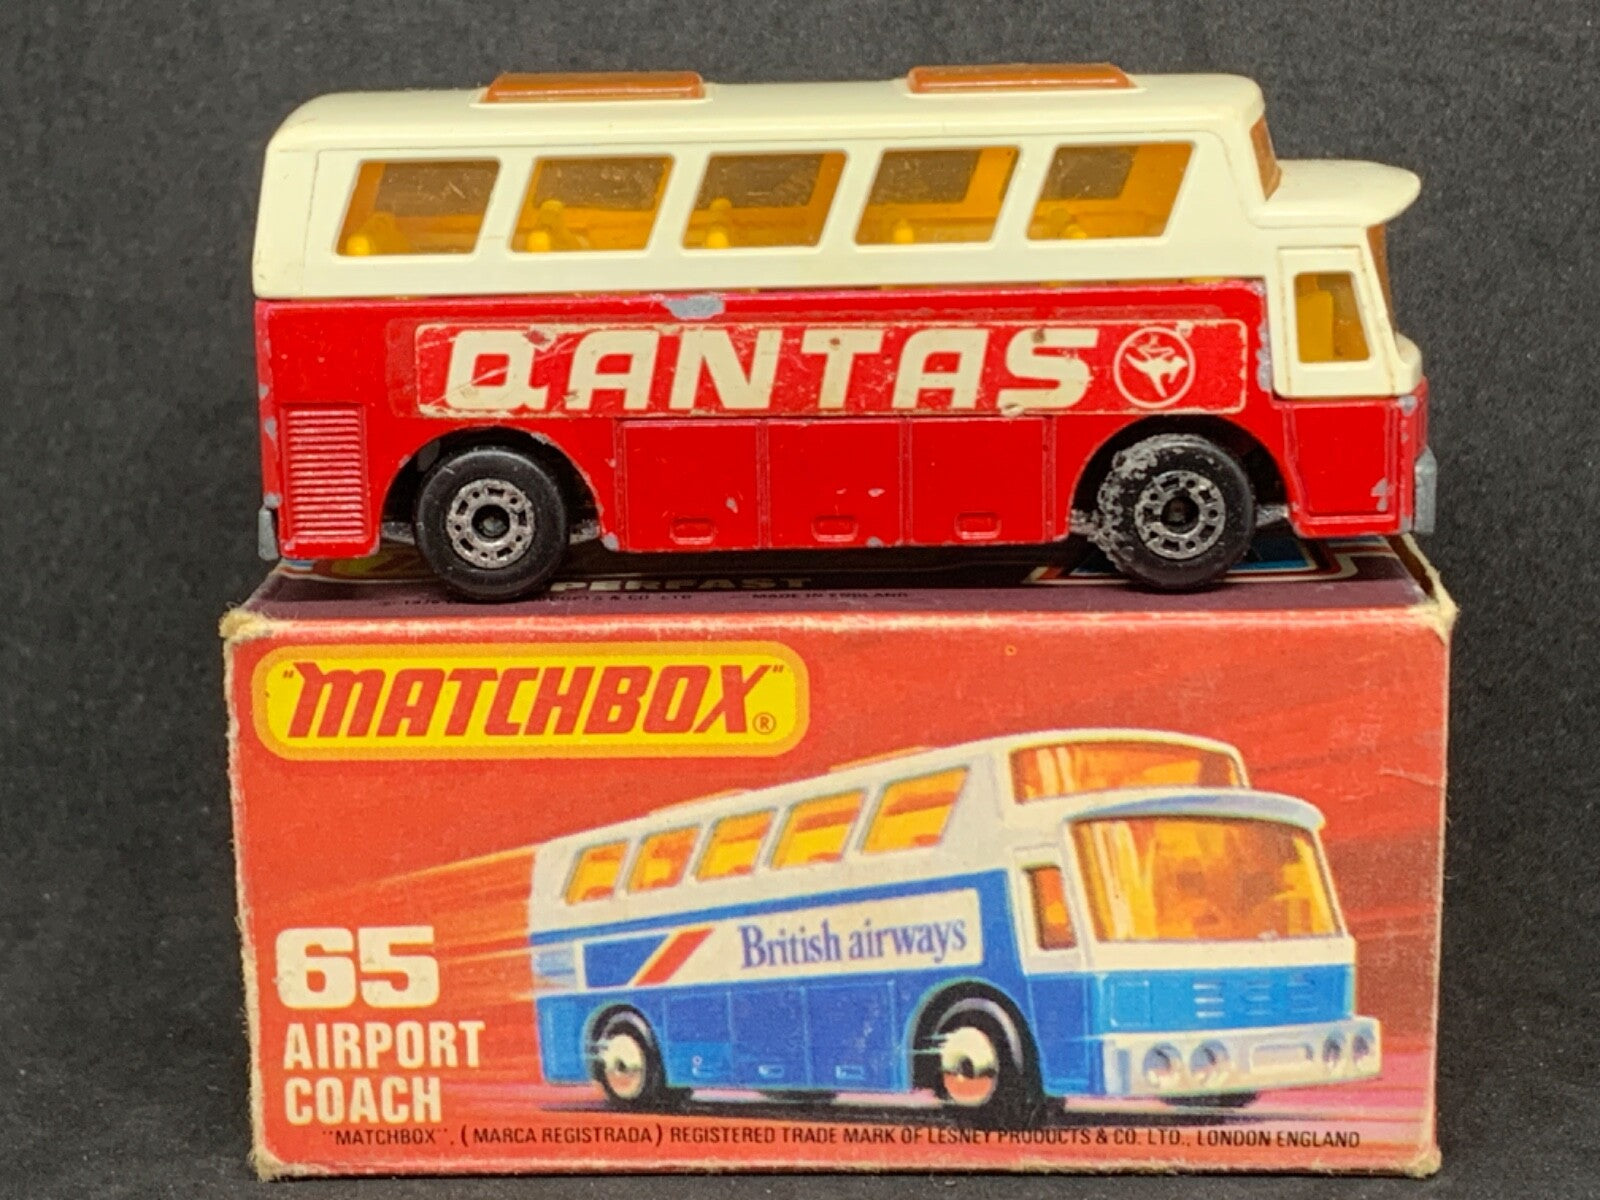 QANTAS
PERFAST
MADE IN ENGLAND
"MATCHBOX"®
British airways
65
AIRPORT
COACH
"MATCHBOX", (MARCA REGISTRADA) REGISTERED TRADE MARK OF LESNEY PRODUCTS & CO. LTD., LONDON ENGLAND